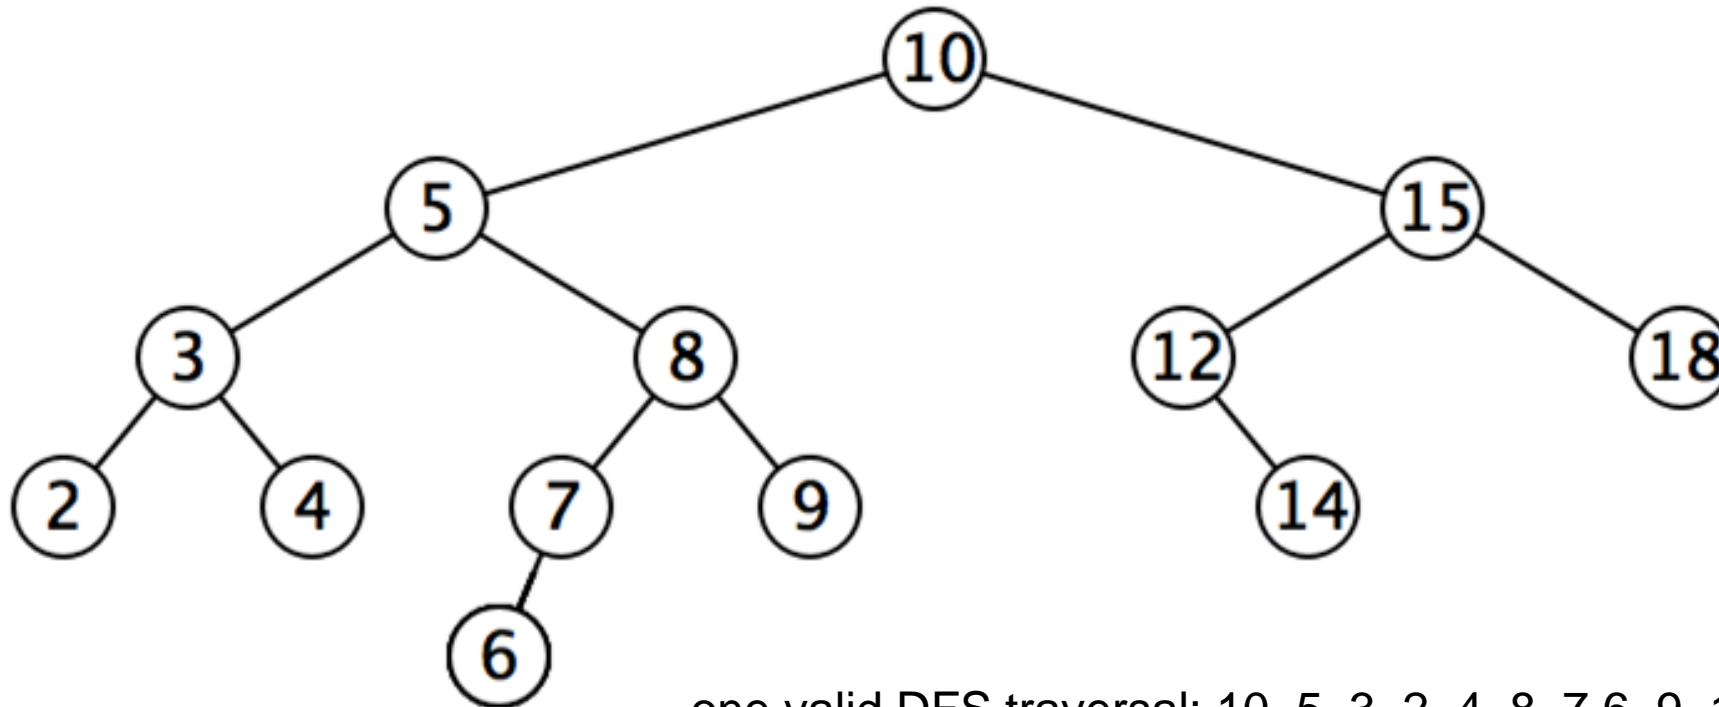 10
5 15
3 8 12 18
2 4 7 9 14
6
one valid DFS traversal: 10, 5, 3, 2, 4, 8, 7,6, 9,